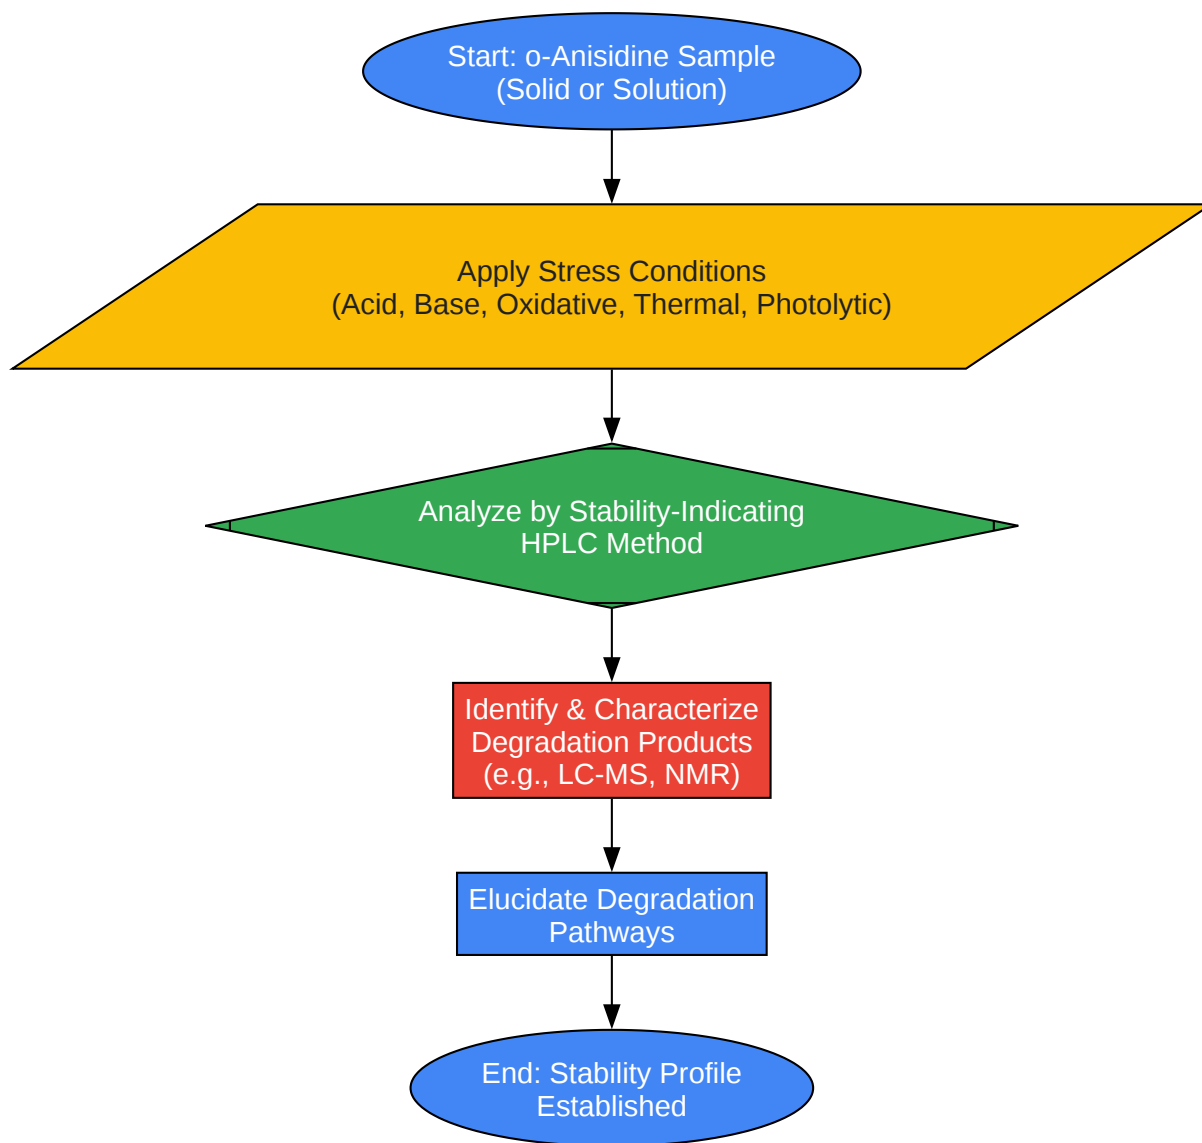 Start: o-Anisidine Sample
(Solid or Solution)
Apply Stress Conditions
(Acid, Base, Oxidative, Thermal, Photolytic)
Analyze by Stability-Indicating
HPLC Method
Identify & Characterize
Degradation Products
(e.g., LC-MS, NMR)
Elucidate Degradation
Pathways
End: Stability Profile
Established